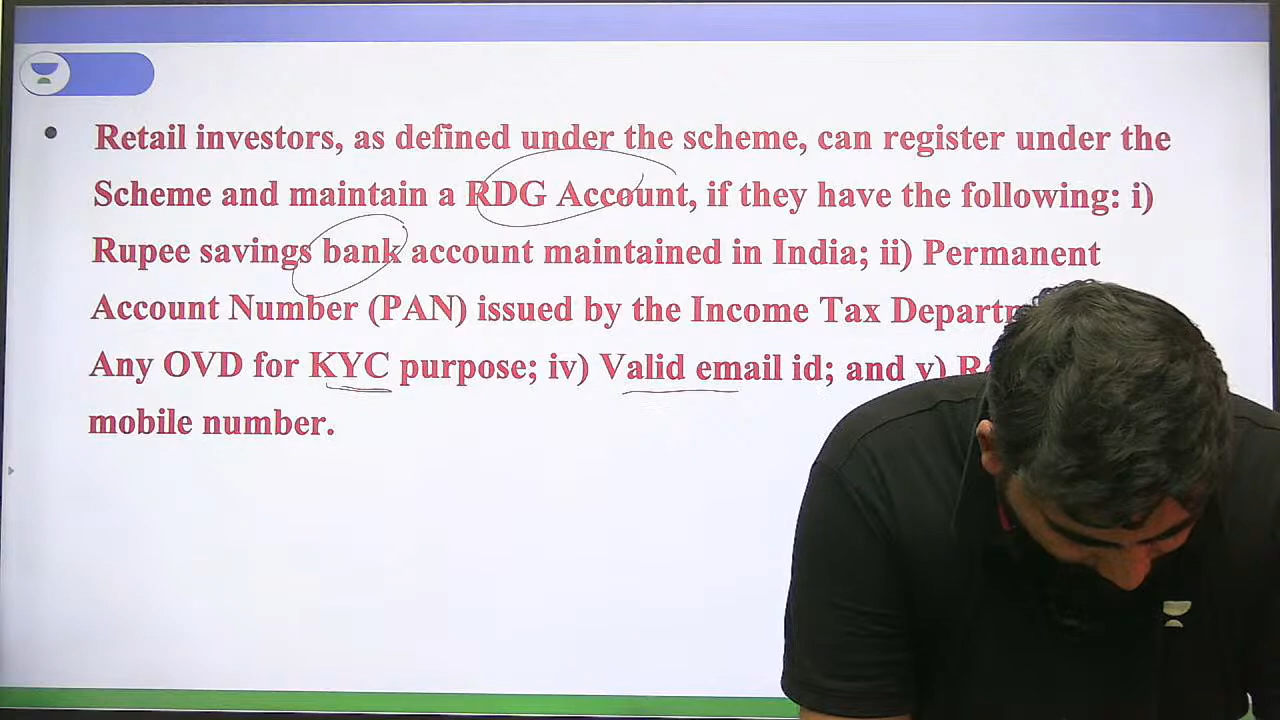 Retail investors, as defined under the scheme, can register under the
Scheme and maintain a RDG Account, if they have the following: i)
Rupee savings bank account maintained in India; ii) Permanent
Account Number (PAN) issued by the Income Tax
Any OVD for KYC purpose; iv) Valid email id; and v)
mobile number.